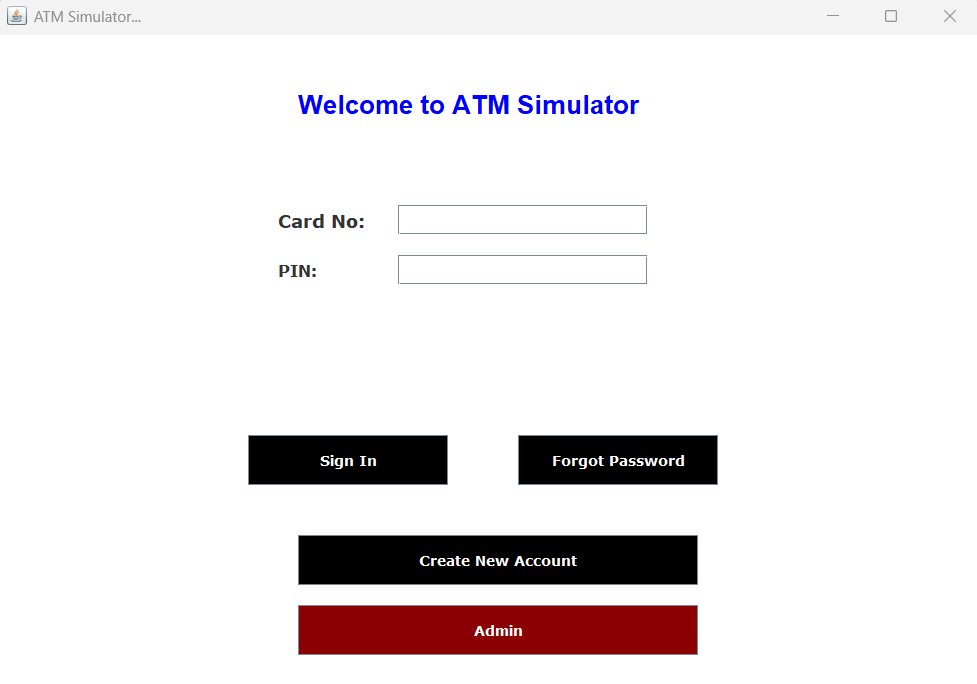 ATM Simulator...
Welcome to ATM Simulator
Card No:
PIN:
Sign In
Forgot Password
Create New Account
Admin